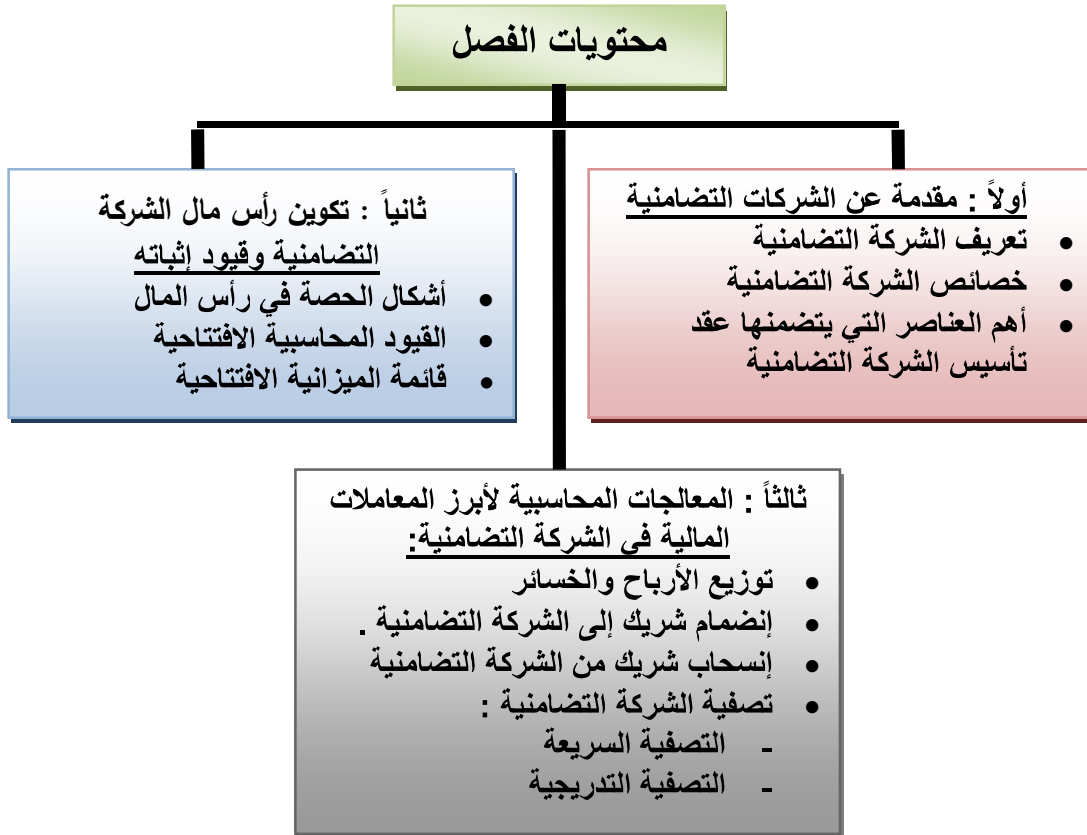 محتويات الفصل
أولاً : مقدمة عن الشركات التضامنية
• تعريف الشركة التضامنية
• خصائص الشركة التضامنية
• أهم العناصر التي يتضمنها عقد
تأسيس الشركة التضامنية
ثانياً : تكوين رأس مال الشركة
التضامنية وقيود إثباته
• أشكال الحصة في رأس المال
• القيود المحاسبية الافتتاحية
• قائمة الميزانية الافتتاحية
ثالثاً : المعالجات المحاسبية لأبرز المعاملات
المالية في الشركة التضامنية:
• توزيع الأرباح والخسائر
• إنضمام شريك إلى الشركة التضامنية .
• إنسحاب شريك من الشركة التضامنية
• تصفية الشركة التضامنية :
- التصفية السريعة
- التصفية التدريجية